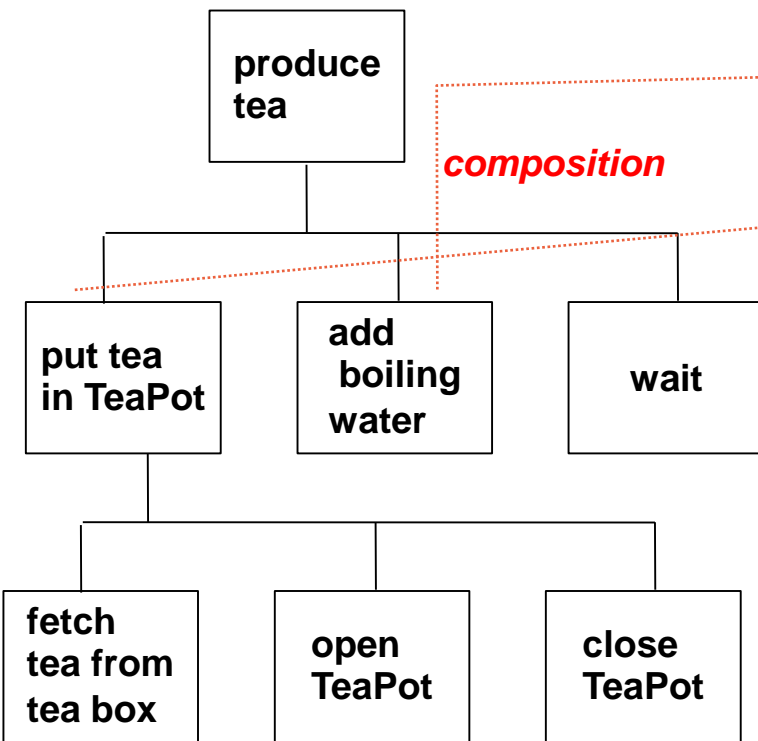 produce
tea
composition
put tea
in TeaPot
add
boiling
water
wait
fetch
tea from
tea box
open
TeaPot
close
TeaPot